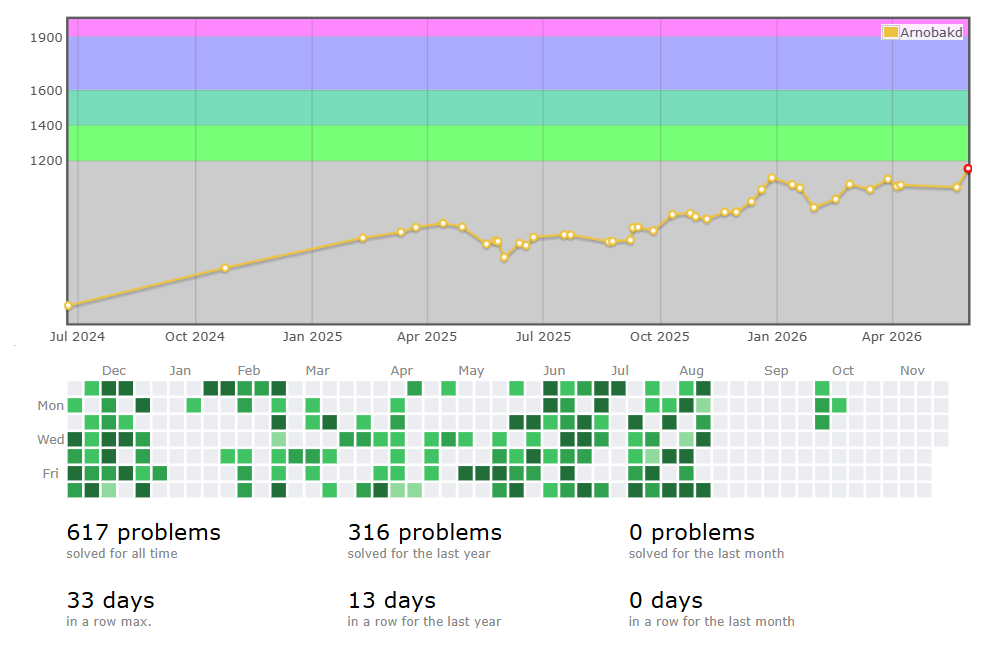 1900
Arnobakd
1600
1400
1200
Jul 2024 Oct 2024 Jan 2025 Apr 2025 Jul 2025 Oct 2025 Jan 2026 Apr 2026
Dec Jan Feb Mar Apr May Jun Jul Aug Sep Oct Nov
Mon
Wed
Fri
617 problems 316 problems 0 problems
solved for all time solved for the last year solved for the last month
33 days 13 days 0 days
in a row max. in a row for the last year in a row for the last month